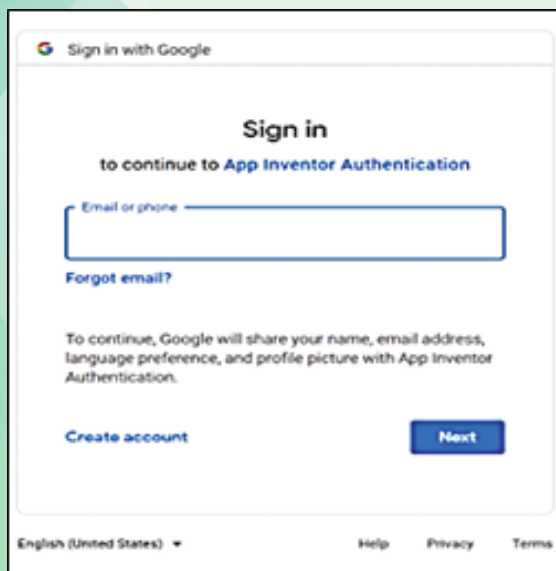 Sign in with Google
Sign in
to continue to App Inventor Authentication
Email or phone
Forgot email?
To continue, Google will share your name, email address,
language preference, and profile picture with App Inventor
Authentication.
Create account
Next
English (United States)
Help Privacy Terms